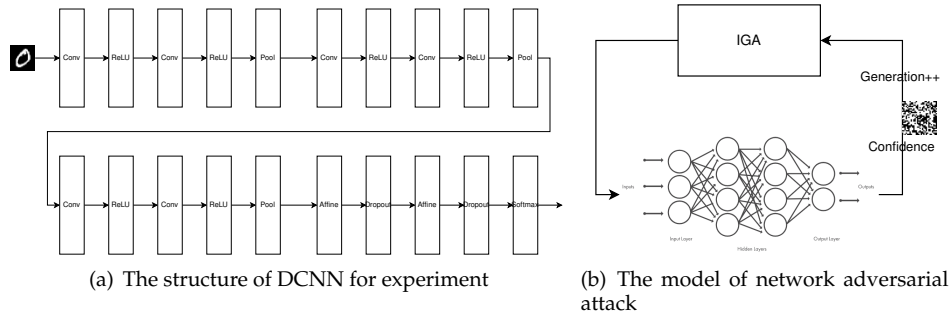 Conv ReLU Conv ReLU Pool Conv ReLU Conv ReLU Pool
Conv ReLU Conv ReLU Pool Affine Dropout Affine Dropout Softmax
(a) The structure of DCNN for experiment
IGA
Generation++
Confidence
Inputs
Outputs
Input Layer
Hidden Layers
Output Layer
(b) The model of network adversarial
attack